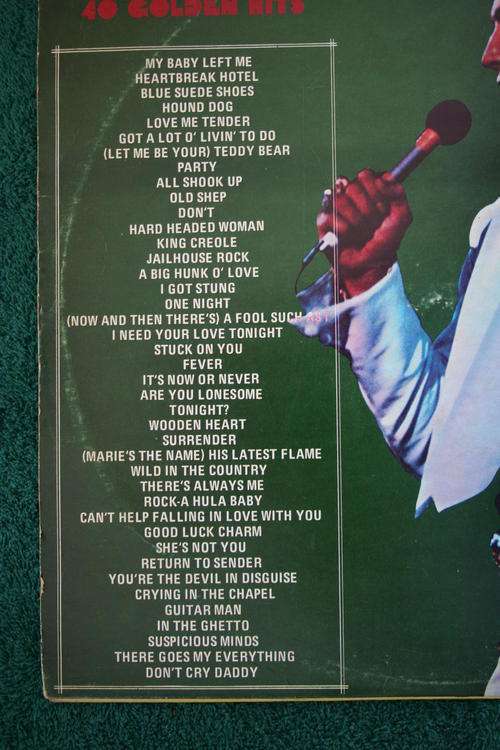 40 GOLDEN HITS
MY BABY LEFT ME
HEARTBREAK HOTEL
BLUE SUEDE SHOES
HOUND DOG
LOVE ME TENDER
GOT A LOT O' LIVIN' TO DO
(LET ME BE YOUR) TEDDY BEAR
PARTY
ALL SHOOK UP
OLD SHEP
DON'T
HARD HEADED WOMAN
KING CREOLE
JAILHOUSE ROCK
A BIG HUNK O' LOVE
I GOT STUNG
ONE NIGHT
(NOW AND THEN THERE'S) A FOOL SUCH AS I
I NEED YOUR LOVE TONIGHT
STUCK ON YOU
FEVER
IT'S NOW OR NEVER
ARE YOU LONESOME
TONIGHT?
WOODEN HEART
SURRENDER
(MARIE'S THE NAME) HIS LATEST FLAME
WILD IN THE COUNTRY
THERE'S ALWAYS ME
ROCK-A HULA BABY
CAN'T HELP FALLING IN LOVE WITH YOU
GOOD LUCK CHARM
SHE'S NOT YOU
RETURN TO SENDER
YOU'RE THE DEVIL IN DISGUISE
CRYING IN THE CHAPEL
GUITAR MAN
IN THE GHETTO
SUSPICIOUS MINDS
THERE GOES MY EVERYTHING
DON'T CRY DADDY